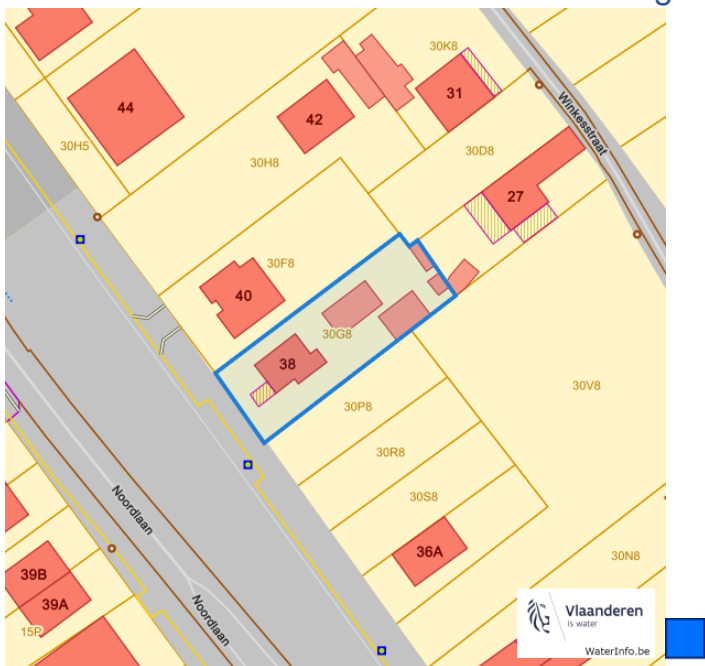 44
42
30K8
31
Winkesstraat
30H5
30H8
30D8
27
30F8
40
30G8
38
30V8
30P8
30R8
30S8
36A
Noordlaan
30N8
39B
39A
Noordlaan
Vlaanderen
is water
WaterInfo.be